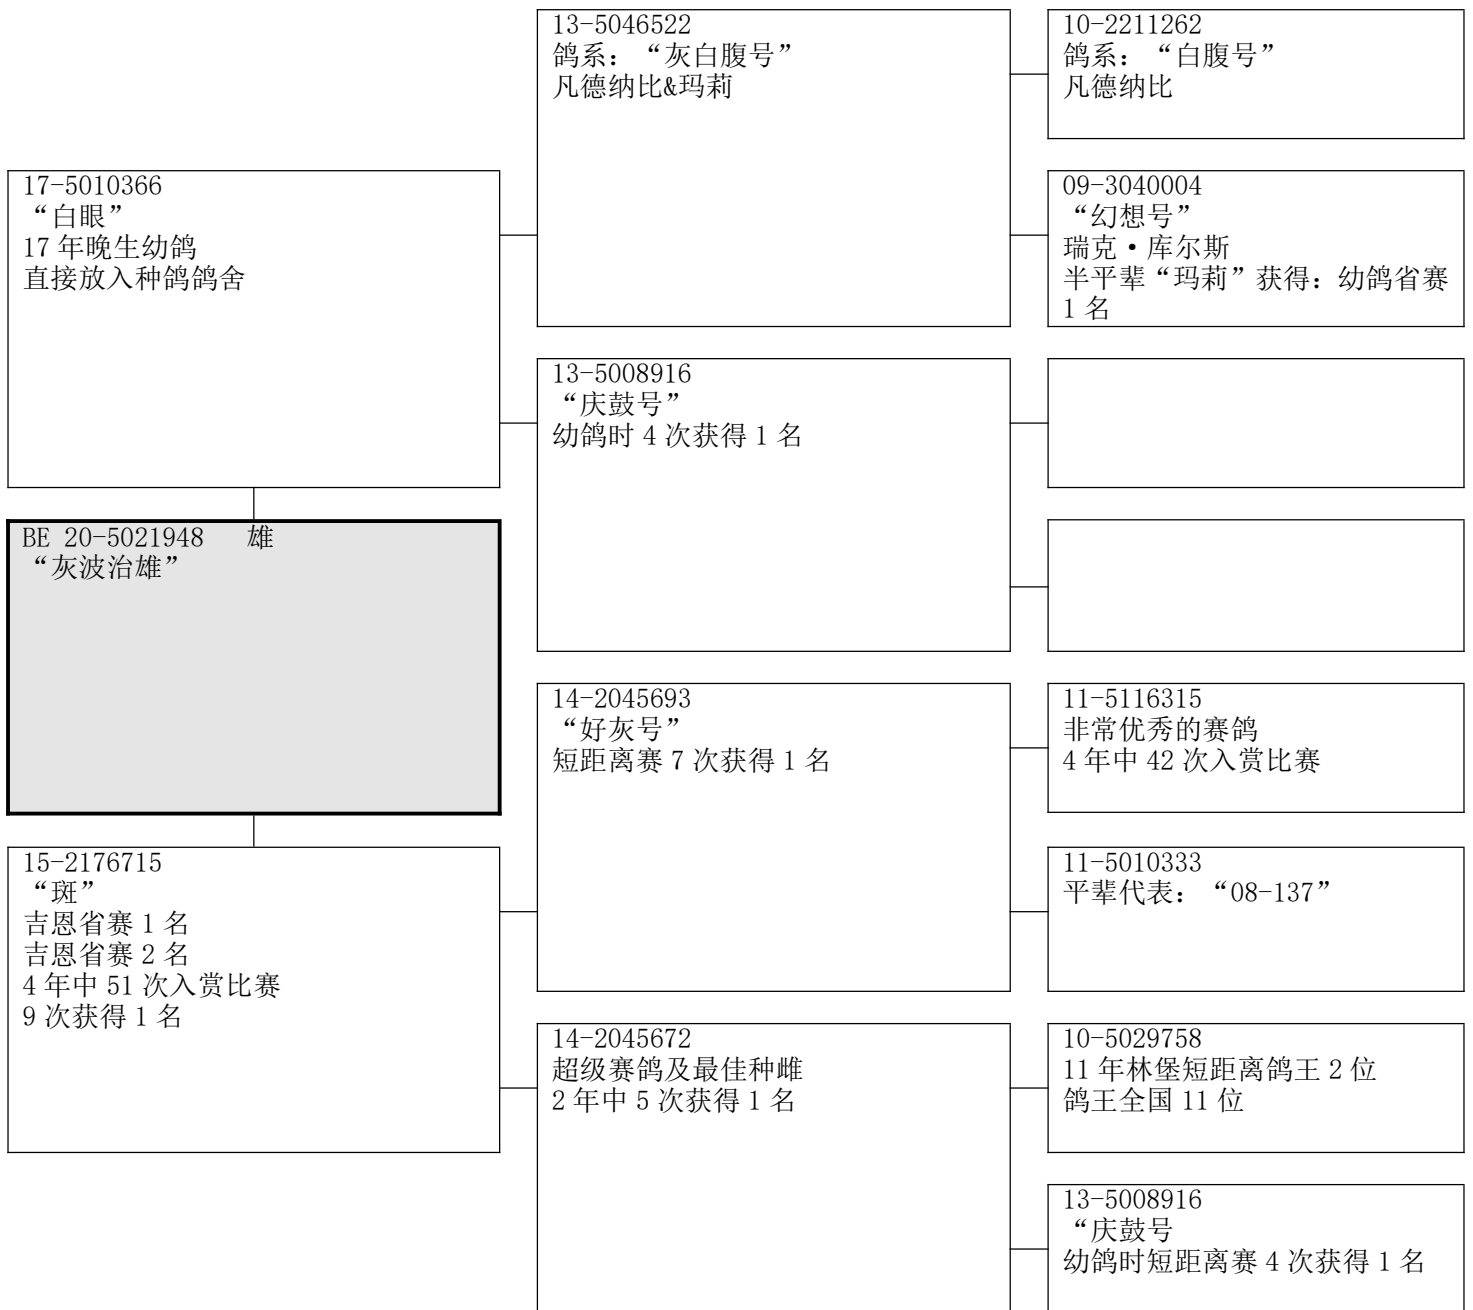 13-5046522
鸽系：“灰白腹号”
凡德纳比&玛莉
10-2211262
鸽系：“白腹号”
凡德纳比
17-5010366
“白眼”
17 年晚生幼鸽
直接放入种鸽鸽舍
09-3040004
“幻想号”
瑞克·库尔斯
半平辈“玛莉”获得：幼鸽省赛
1 名
13-5008916
“庆鼓号”
幼鸽时 4 次获得 1 名
BE 20-5021948 雄
“灰波治雄”
14-2045693
“好灰号”
短距离赛 7 次获得 1 名
11-5116315
非常优秀的赛鸽
4 年中 42 次入赏比赛
15-2176715
“斑”
吉恩省赛 1 名
吉恩省赛 2 名
4 年中 51 次入赏比赛
9 次获得 1 名
11-5010333
平辈代表：“08-137”
14-2045672
超级赛鸽及最佳种雌
2 年中 5 次获得 1 名
10-5029758
11 年林堡短距离鸽王 2 位
鸽王全国 11 位
13-5008916
“庆鼓号
幼鸽时短距离赛 4 次获得 1 名